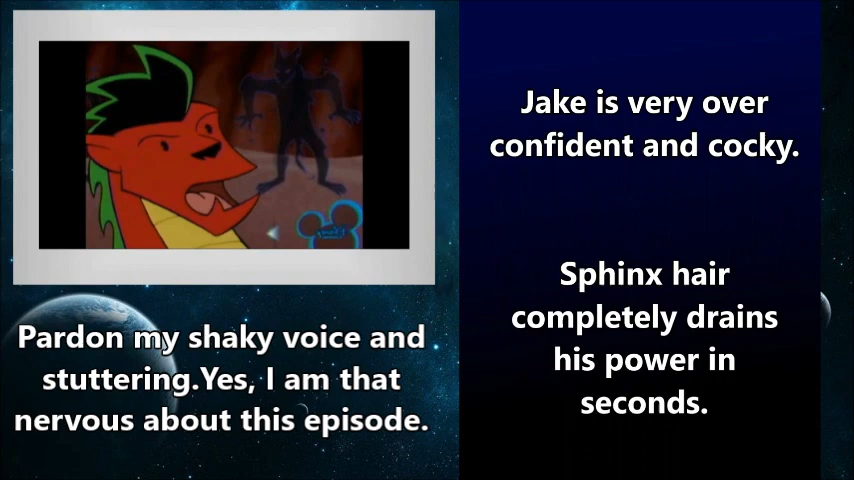 Jake is very over
confident and cocky.
Sphinx hair
completely drains
his power in
seconds.
Pardon my shaky voice and
stuttering.Yes, I am that
nervous about this episode.